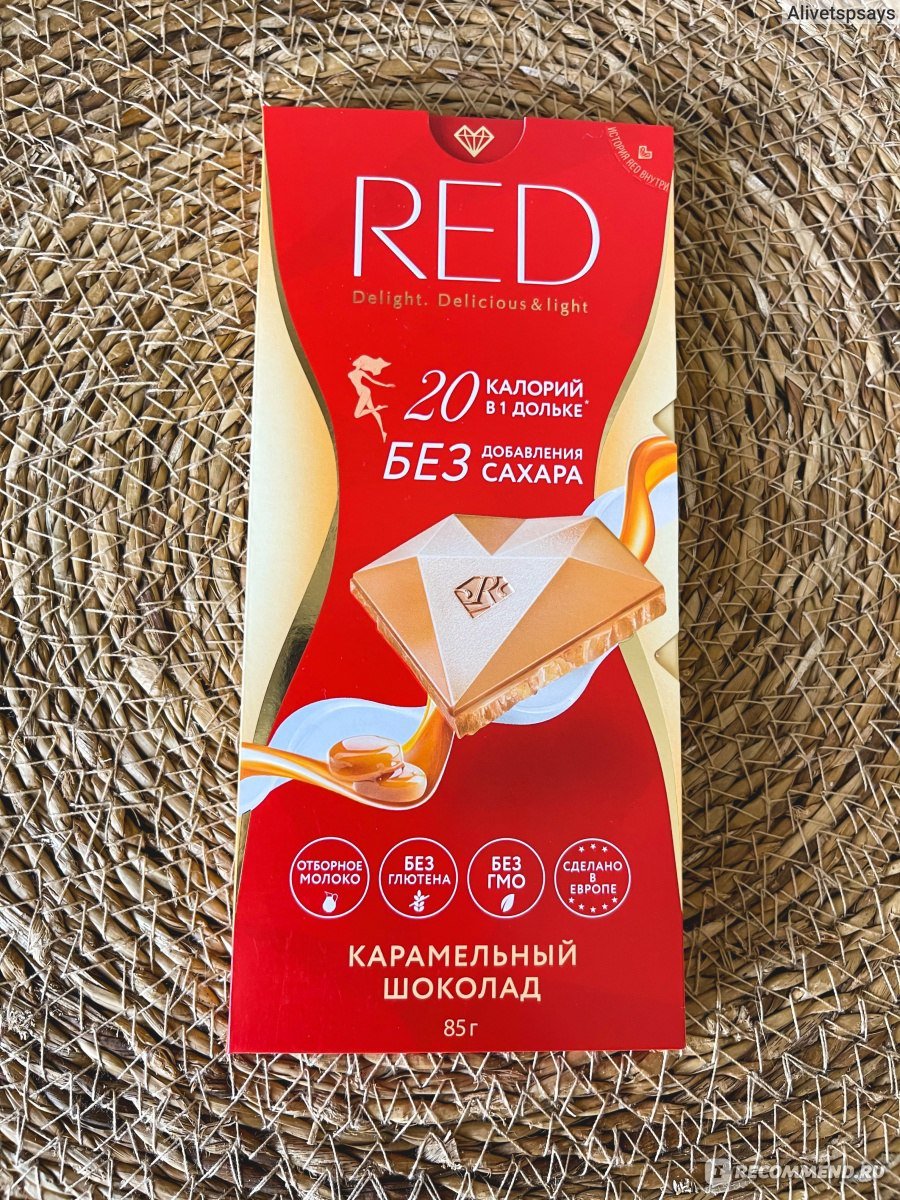 Alivetspsays
ИСТОРИЯ RED ВНУТРИ
RED
Delight. Delicious & light
20 КАЛОРИЙ
В 1 ДОЛЬКЕ*
БЕЗ ДОБАВЛЕНИЯ
САХАРА
R
ОТБОРНОЕ
МОЛОКО
БЕЗ
ГЛЮТЕНА
БЕЗ
ГМО
СДЕЛАНО
В
ЕВРОПЕ
КАРАМЕЛЬНЫЙ
ШОКОЛАД
85 г
IRECOMMEND.RU